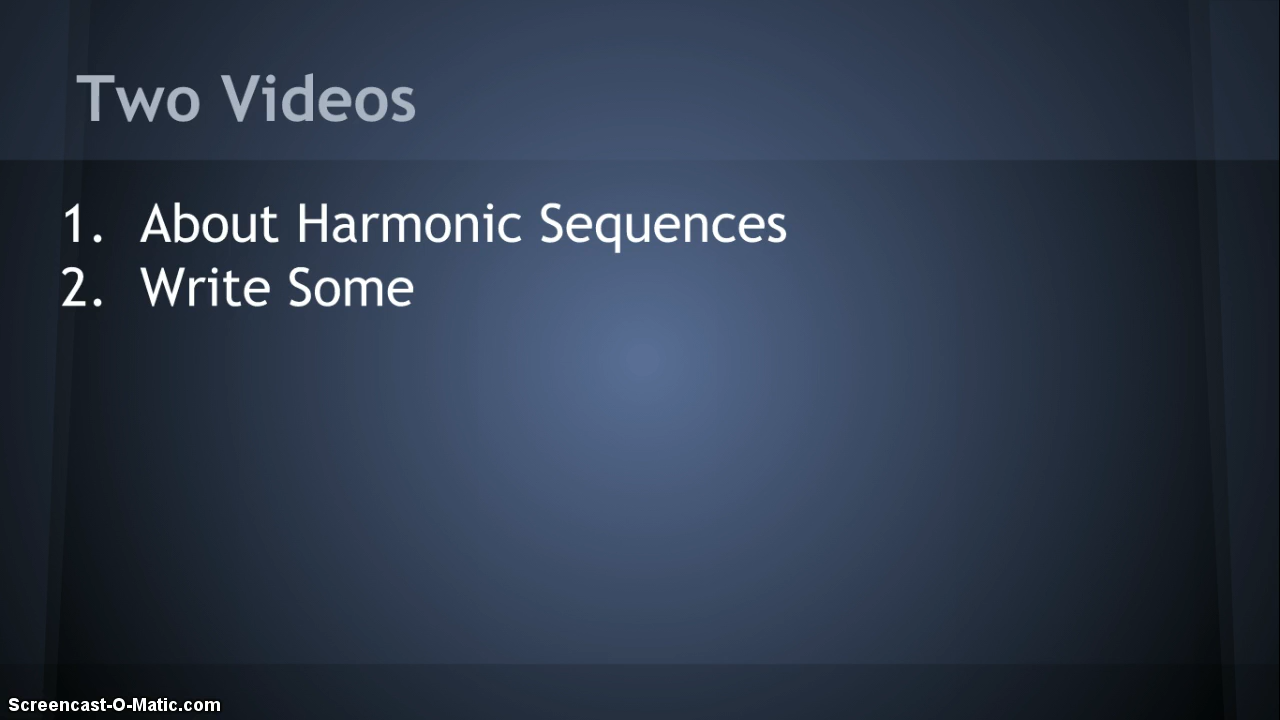 Two Videos
1. About Harmonic Sequences
2. Write Some
Screencast-O-Matic.com